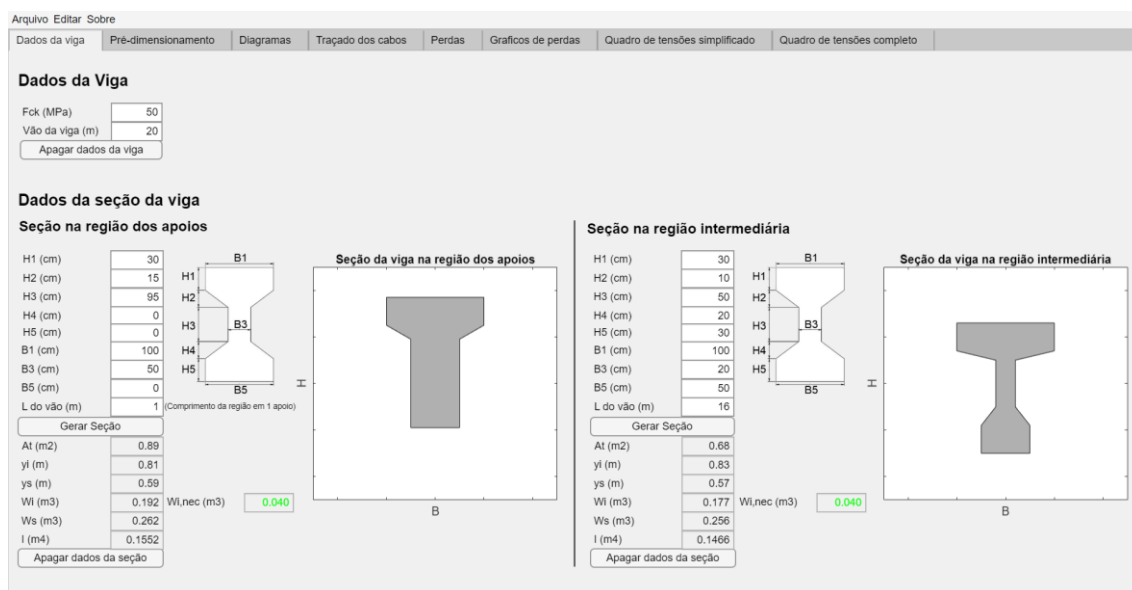 Arquivo Editar Sobre
Dados da viga Pré-dimensionamento Diagramas Traçado dos cabos Perdas Graficos de perdas Quadro de tensões simplificado Quadro de tensões completo
Dados da Viga
Fck (MPa) 50
Vão da viga (m) 20
Apagar dados da viga
Dados da seção da viga
Seção na região dos apoios
H1 (cm) 30
H2 (cm) 15
H3 (cm) 95
H4 (cm) 0
H5 (cm) 0
B1 (cm) 100
B3 (cm) 50
B5 (cm) 0
L do vão (m) 1 (Comprimento da região em 1 apoio)
Gerar Seção
At (m2) 0.89
yi (m) 0.81
ys (m) 0.59
Wi (m3) 0.192 Wi,nec (m3) 0.040
Ws (m3) 0.262
I (m4) 0.1552
Apagar dados da seção
B1
H1
H2
H3 B3
H4
H5
B5
Seção da viga na região dos apoios
H
B
Seção na região intermediária
H1 (cm) 30
H2 (cm) 10
H3 (cm) 50
H4 (cm) 20
H5 (cm) 30
B1 (cm) 100
B3 (cm) 20
B5 (cm) 50
L do vão (m) 16
Gerar Seção
At (m2) 0.68
yi (m) 0.83
ys (m) 0.57
Wi (m3) 0.177 Wi,nec (m3) 0.040
Ws (m3) 0.256
I (m4) 0.1466
Apagar dados da seção
B1
H1
H2
H3 B3
H4
H5
B5
Seção da viga na região intermediária
H
B